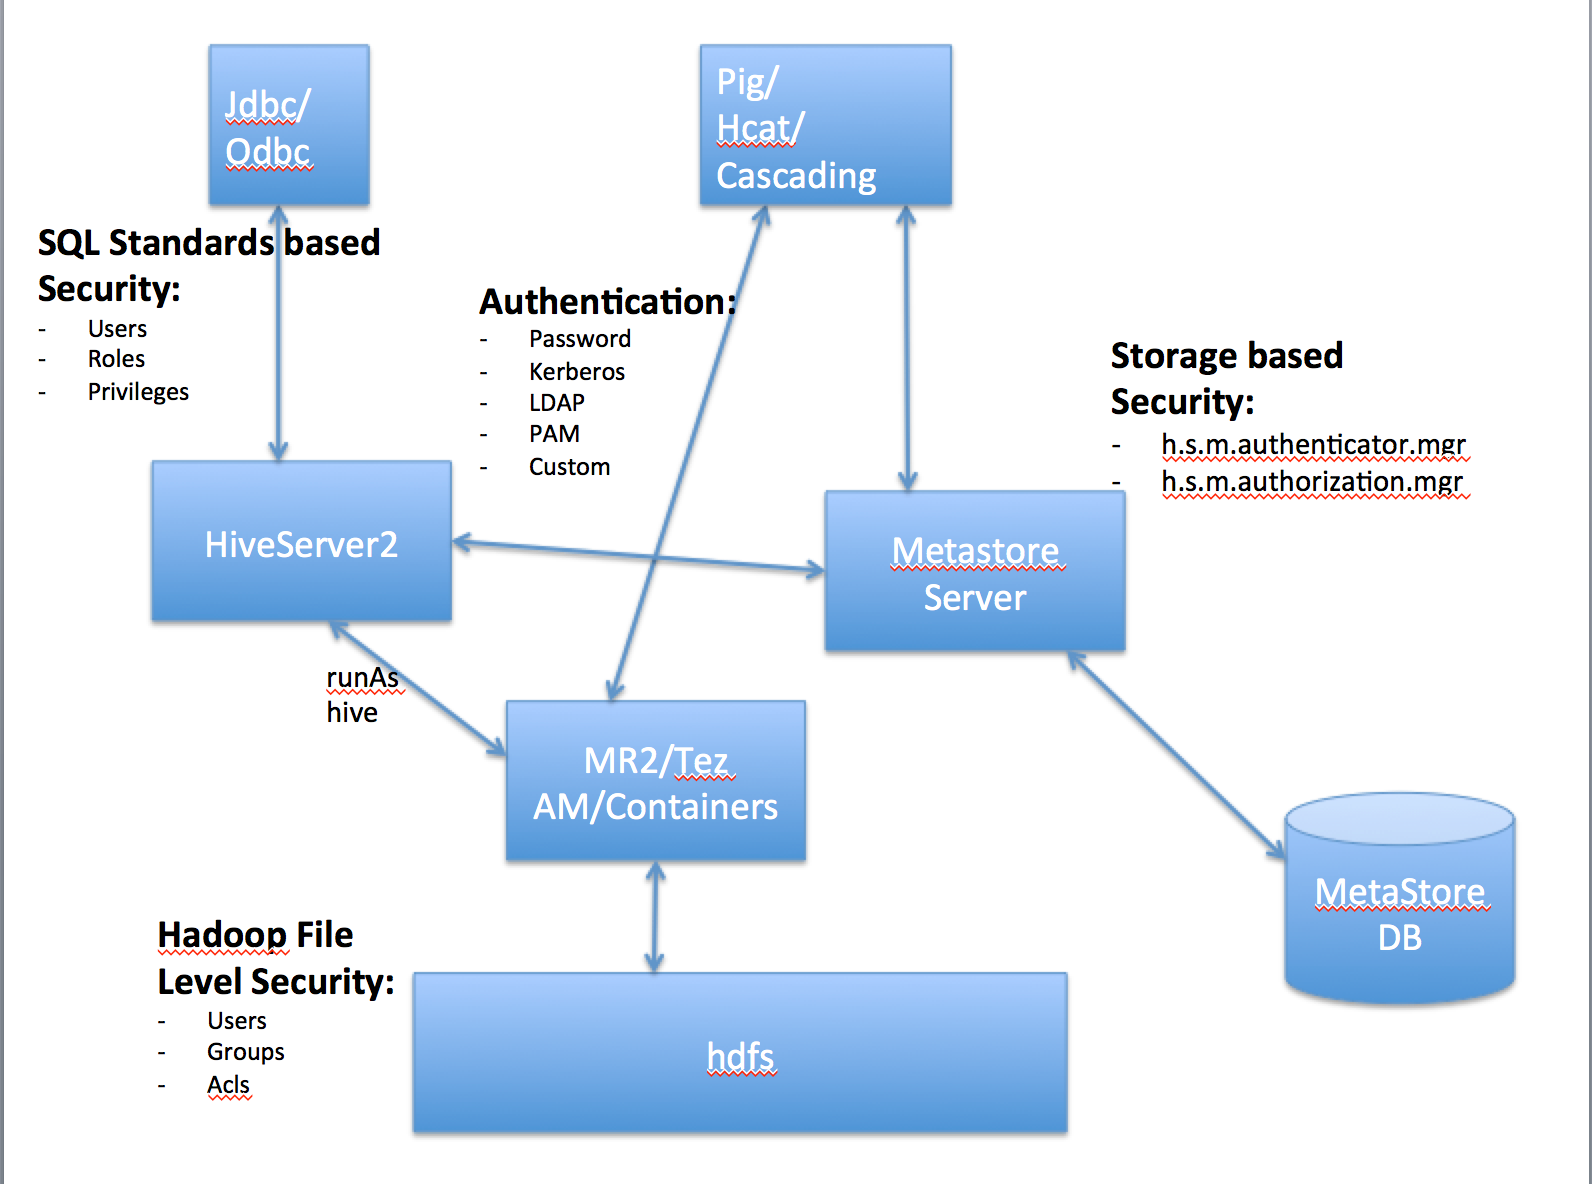 Jdbc/
Odbc
Pig/
Hcat/
Cascading
SQL Standards based
Security:
- Users
- Roles
- Privileges
Authentication:
- Password
- Kerberos
- LDAP
- PAM
- Custom
Storage based
Security:
- h.s.m.authenticator.mgr
- h.s.m.authorization.mgr
HiveServer2
Metastore
Server
runAs
hive
MR2/Tez
AM/Containers
MetaStore
DB
Hadoop File
Level Security:
- Users
- Groups
- Acls
hdfs